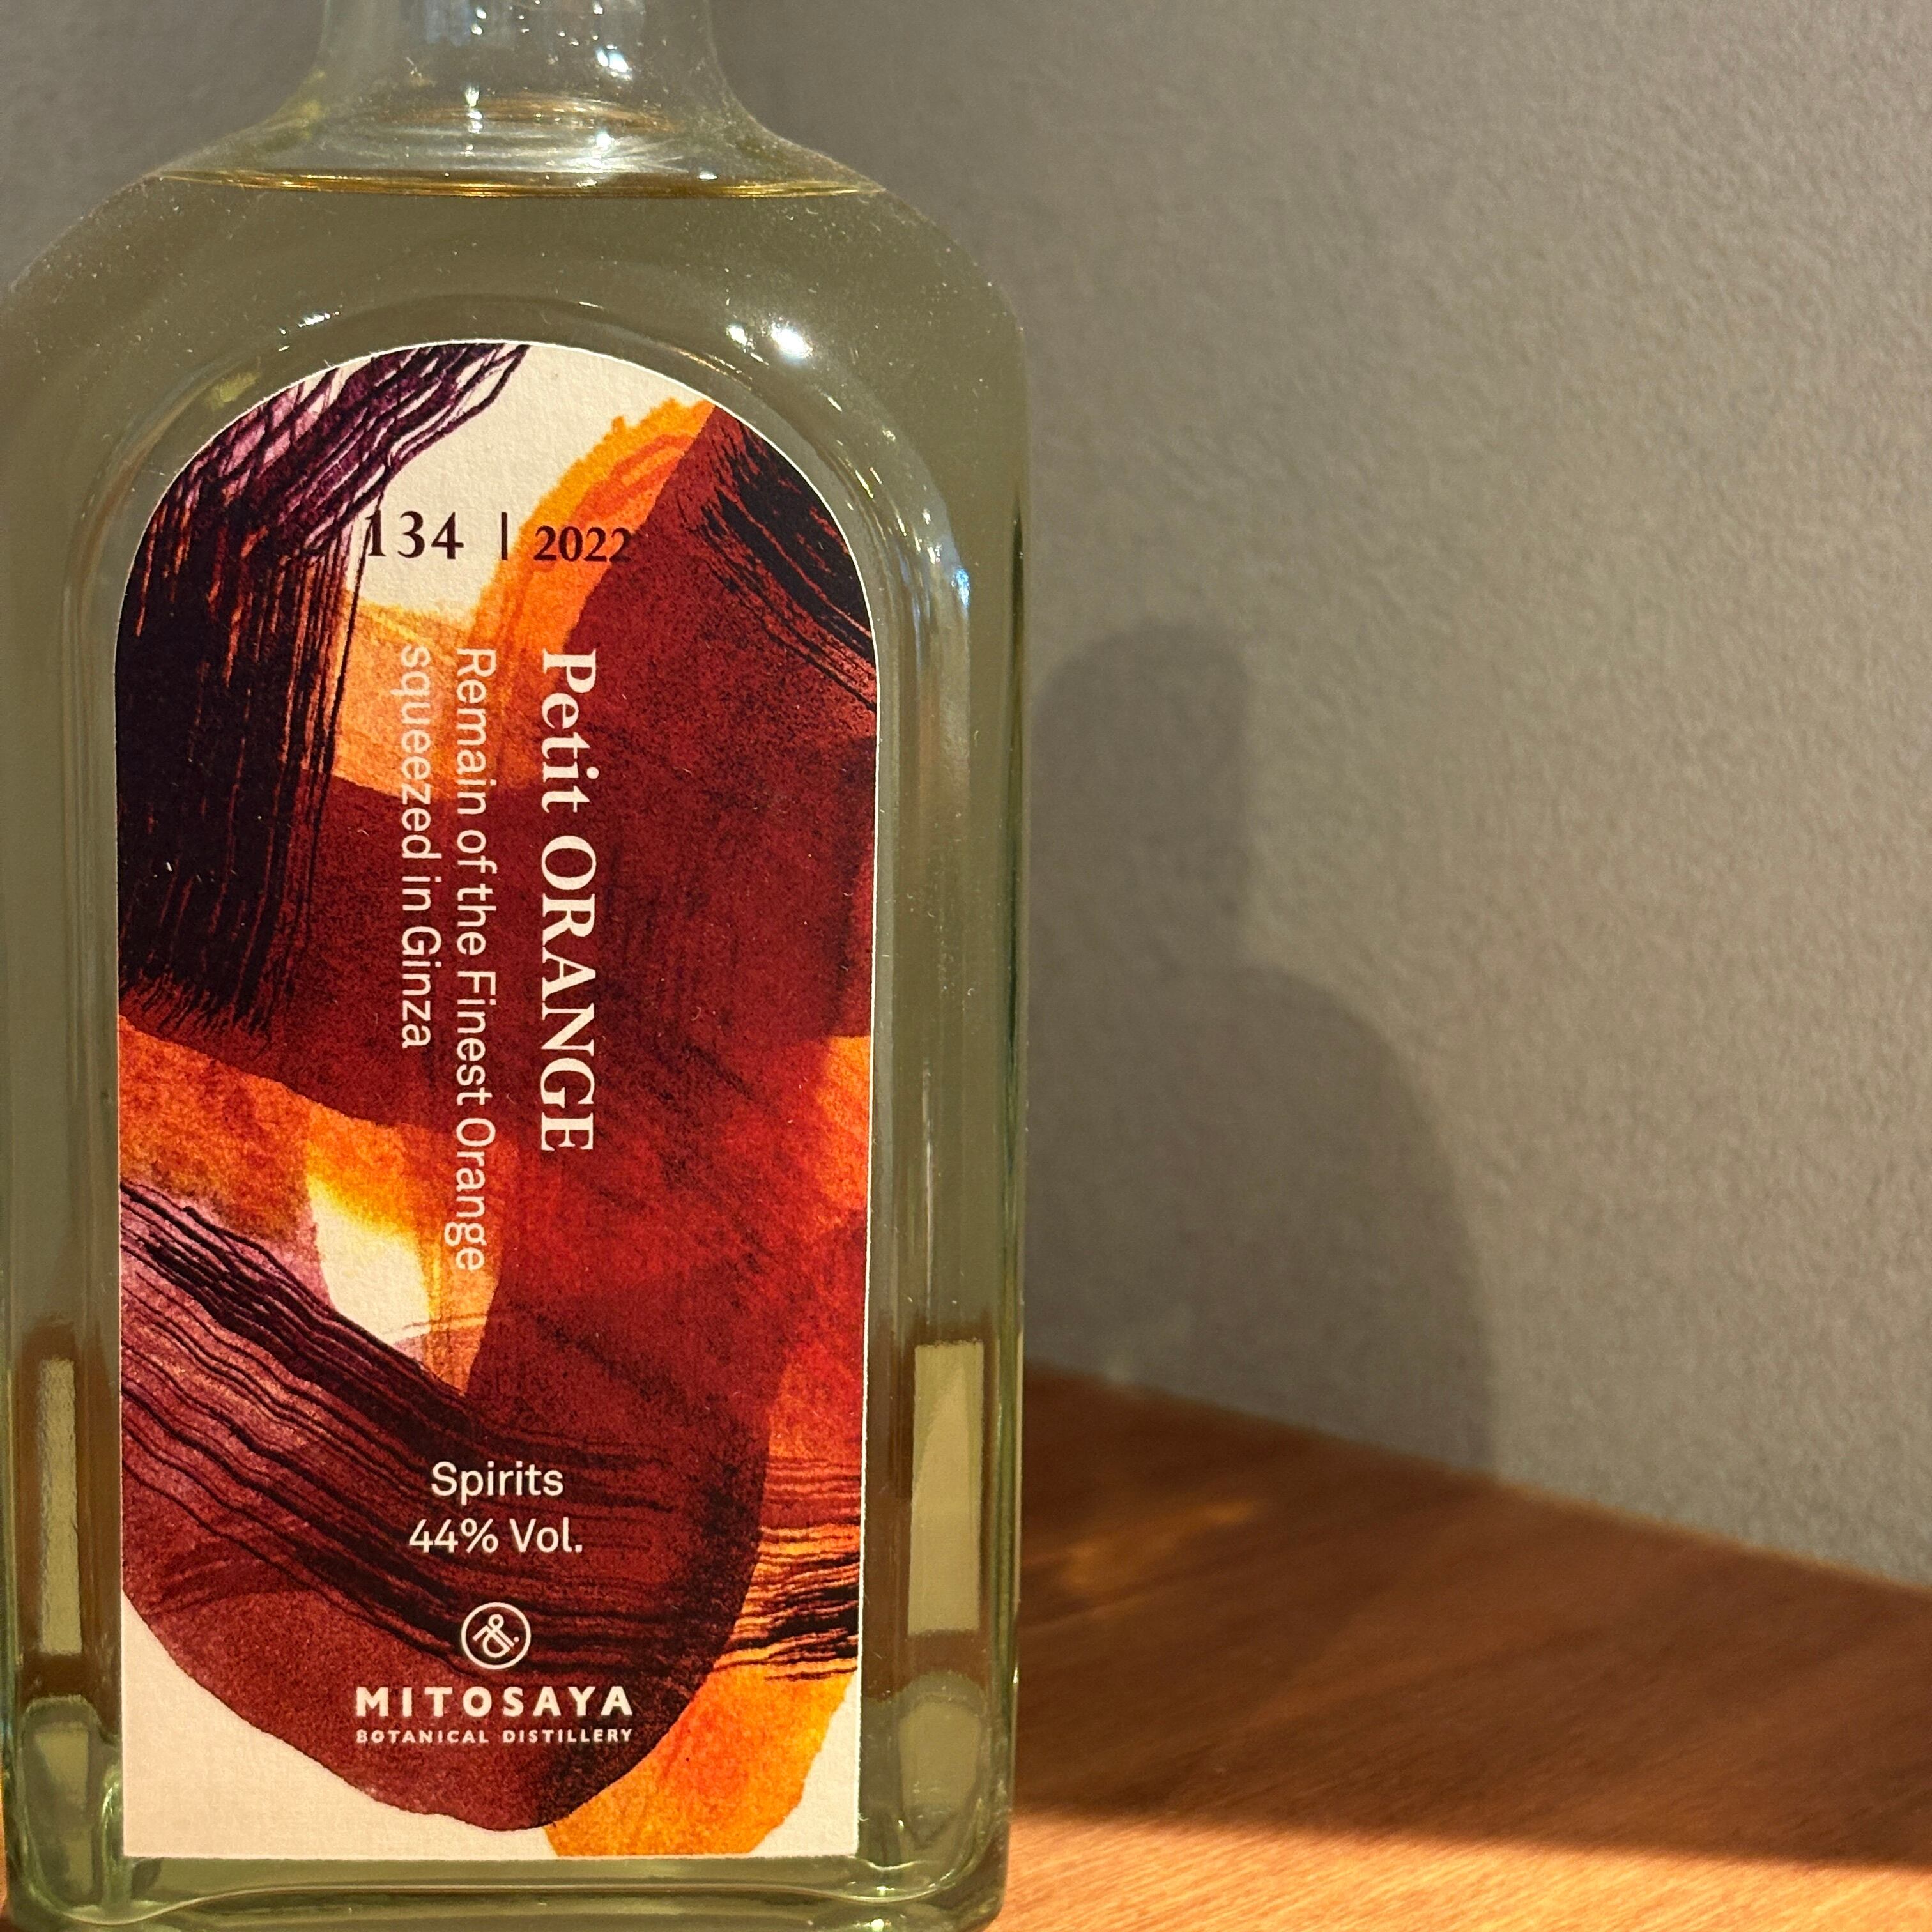 134 | 2022
Petit ORANGE
Remain of the Finest Orange
squeezed in Ginza
Spirits
44% Vol.
MITOSAYA
BOTANICAL DISTILLERY